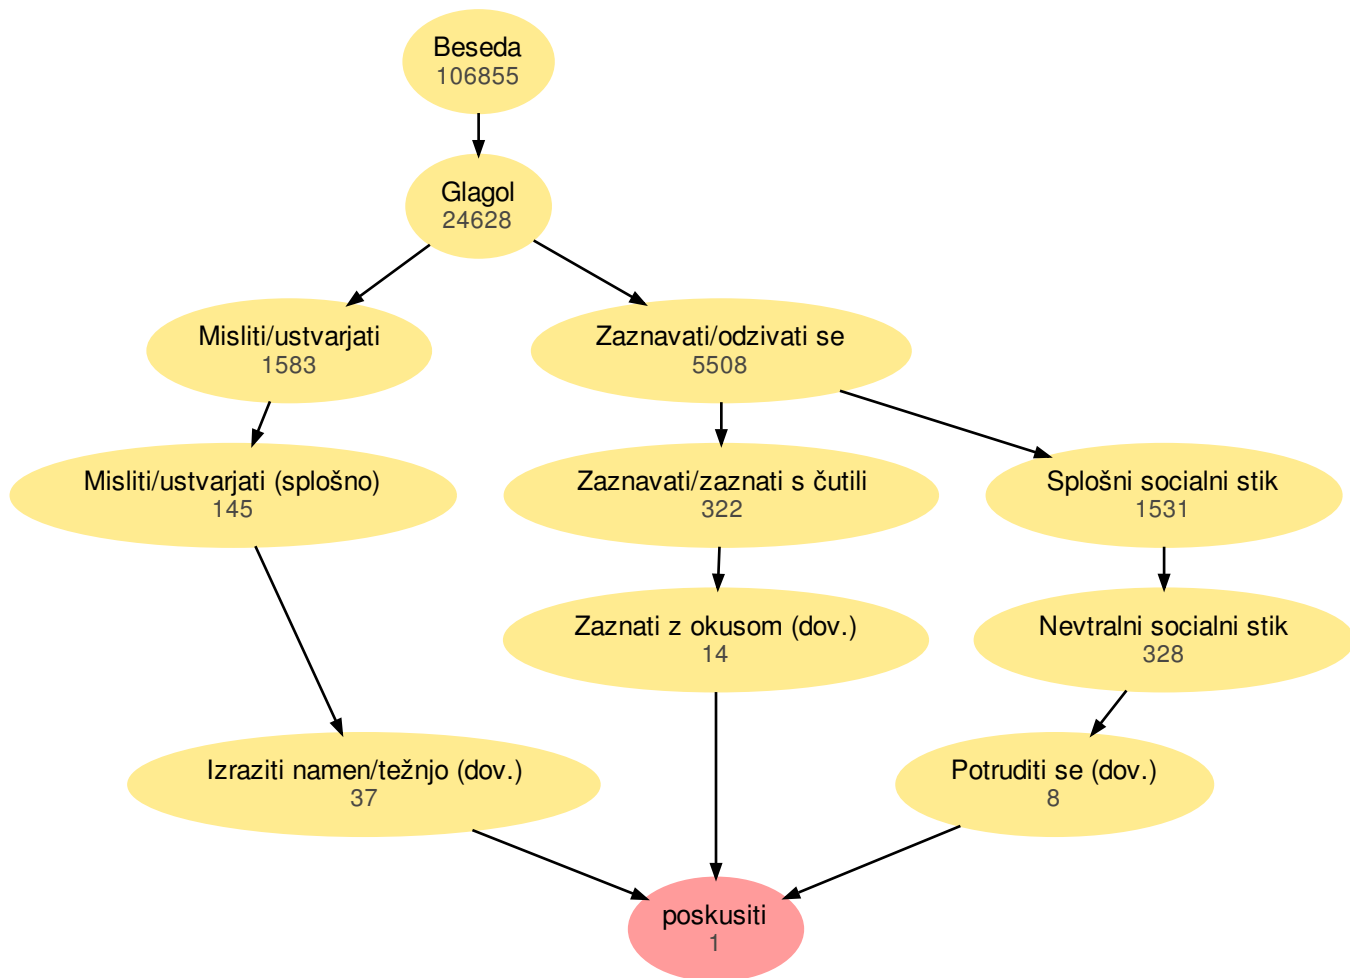 Beseda
106855
Glagol
24628
Misliti/ustvarjati
1583
Zaznavati/odzivati se
5508
Misliti/ustvarjati (splošno)
145
Zaznavati/zaznati s čutili
322
Splošni socialni stik
1531
Zaznati z okusom (dov.)
14
Nevtralni socialni stik
328
Izraziti namen/težnjo (dov.)
37
Potruditi se (dov.)
8
poskusiti
1